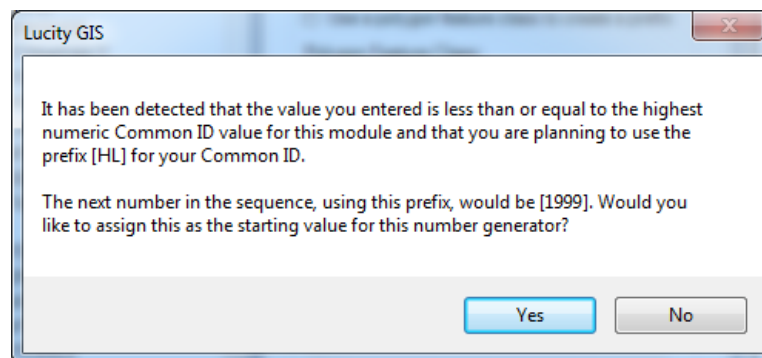 Lucity GIS
It has been detected that the value you entered is less than or equal to the highest
numeric Common ID value for this module and that you are planning to use the
prefix [HL] for your Common ID.
The next number in the sequence, using this prefix, would be [1999]. Would you
like to assign this as the starting value for this number generator?
Yes
No